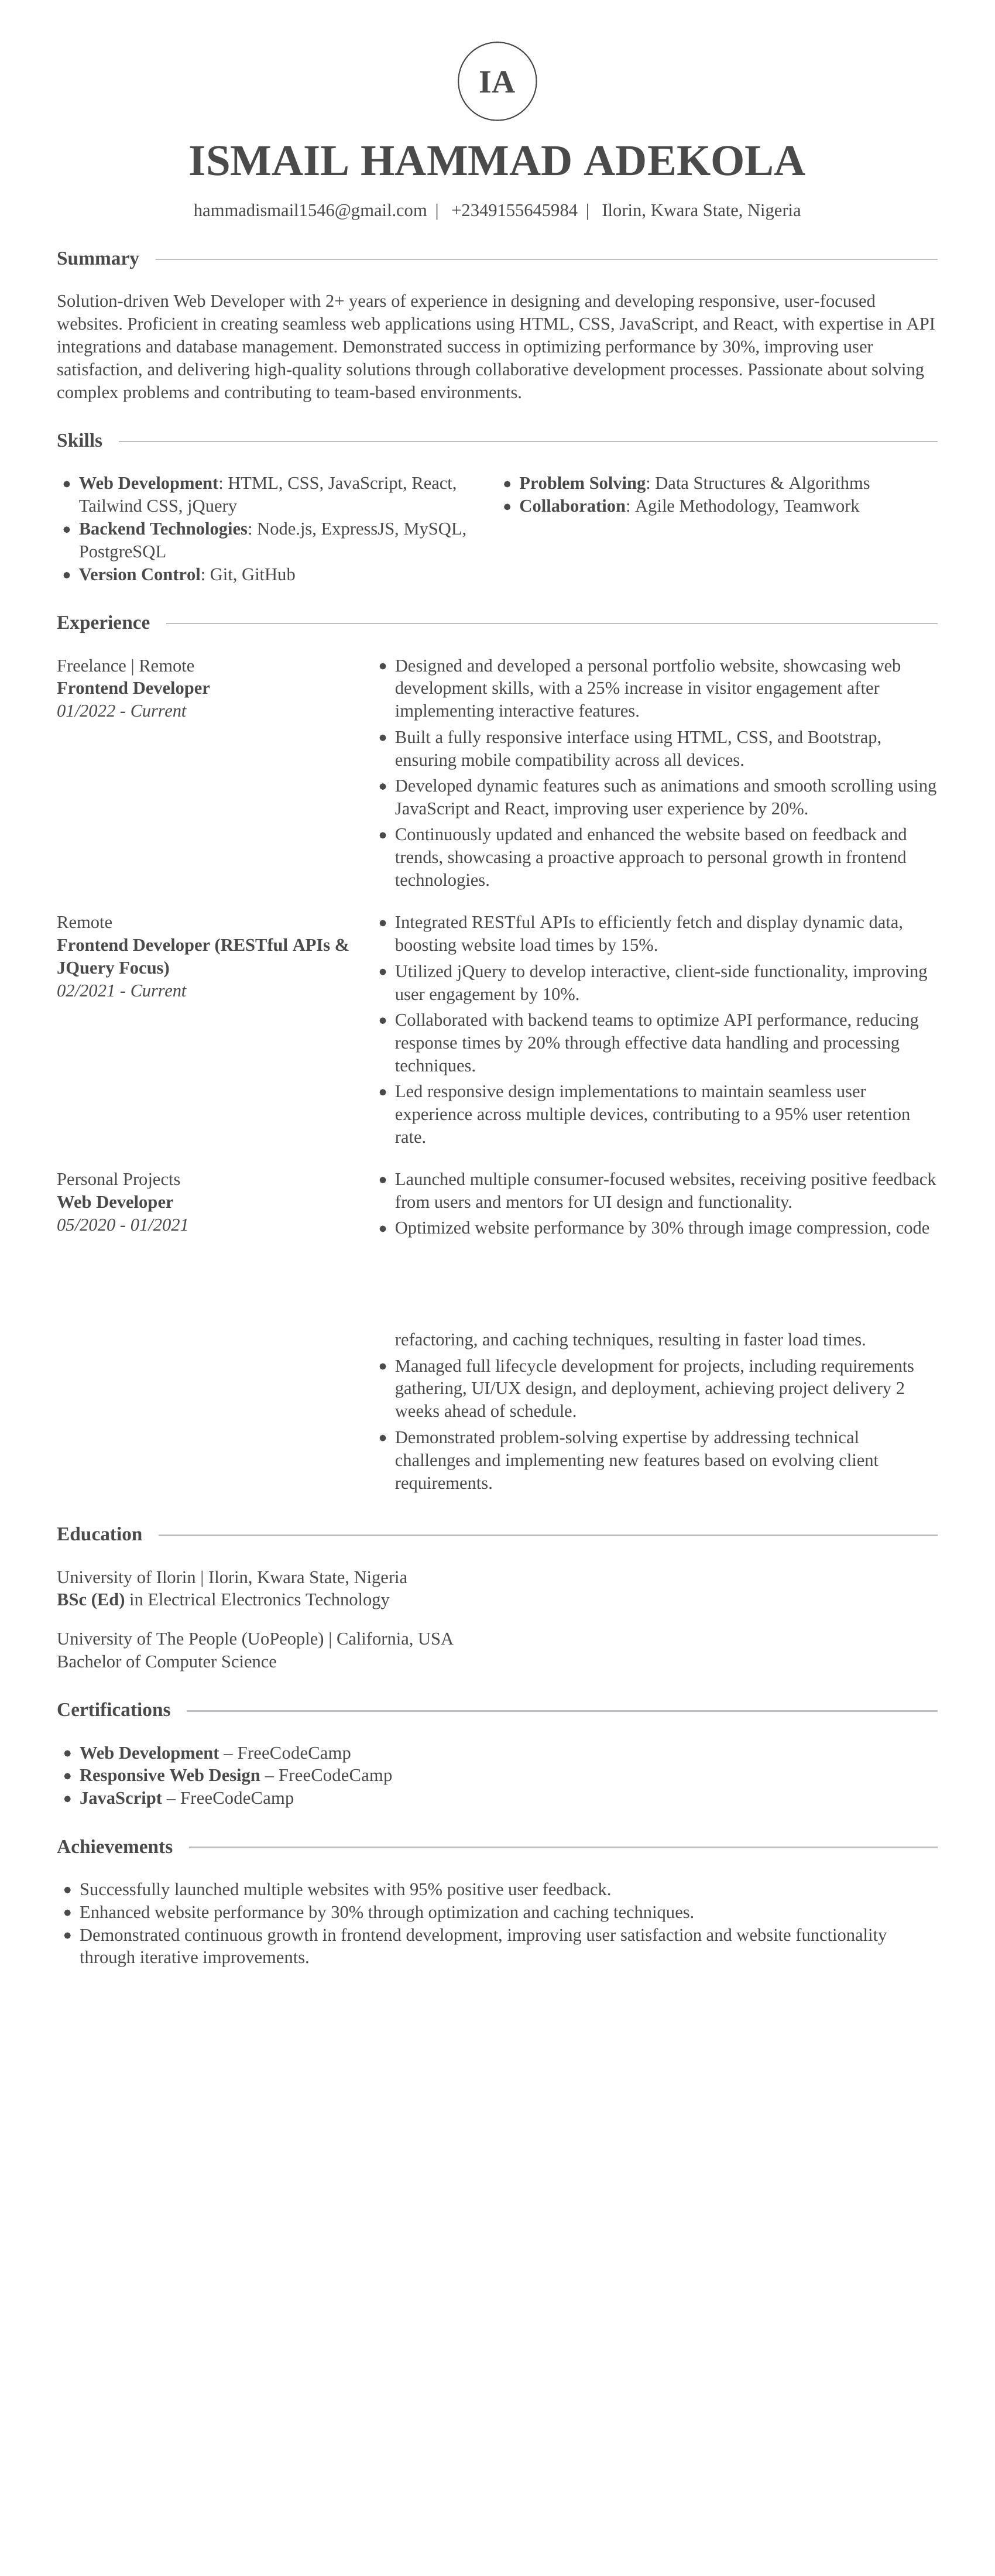 IA
ISMAIL HAMMAD ADEKOLA
hammadismail1546@gmail.com | +2349155645984 | Ilorin, Kwara State, Nigeria
Summary
Solution-driven Web Developer with 2+ years of experience in designing and developing responsive, user-focused
websites. Proficient in creating seamless web applications using HTML, CSS, JavaScript, and React, with expertise in API
integrations and database management. Demonstrated success in optimizing performance by 30%, improving user
satisfaction, and delivering high-quality solutions through collaborative development processes. Passionate about solving
complex problems and contributing to team-based environments.
Skills
• Web Development: HTML, CSS, JavaScript, React,
Tailwind CSS, jQuery
• Backend Technologies: Node.js, ExpressJS, MySQL,
PostgreSQL
• Version Control: Git, GitHub
• Problem Solving: Data Structures & Algorithms
• Collaboration: Agile Methodology, Teamwork
Experience
Freelance | Remote
Frontend Developer
01/2022 - Current
• Designed and developed a personal portfolio website, showcasing web
development skills, with a 25% increase in visitor engagement after
implementing interactive features.
• Built a fully responsive interface using HTML, CSS, and Bootstrap,
ensuring mobile compatibility across all devices.
• Developed dynamic features such as animations and smooth scrolling using
JavaScript and React, improving user experience by 20%.
• Continuously updated and enhanced the website based on feedback and
trends, showcasing a proactive approach to personal growth in frontend
technologies.
Remote
Frontend Developer (RESTful APIs &
JQuery Focus)
02/2021 - Current
• Integrated RESTful APIs to efficiently fetch and display dynamic data,
boosting website load times by 15%.
• Utilized jQuery to develop interactive, client-side functionality, improving
user engagement by 10%.
• Collaborated with backend teams to optimize API performance, reducing
response times by 20% through effective data handling and processing
techniques.
• Led responsive design implementations to maintain seamless user
experience across multiple devices, contributing to a 95% user retention
rate.
Personal Projects
Web Developer
05/2020 - 01/2021
• Launched multiple consumer-focused websites, receiving positive feedback
from users and mentors for UI design and functionality.
• Optimized website performance by 30% through image compression, code
refactoring, and caching techniques, resulting in faster load times.
• Managed full lifecycle development for projects, including requirements
gathering, UI/UX design, and deployment, achieving project delivery 2
weeks ahead of schedule.
• Demonstrated problem-solving expertise by addressing technical
challenges and implementing new features based on evolving client
requirements.
Education
University of Ilorin | Ilorin, Kwara State, Nigeria
BSc (Ed) in Electrical Electronics Technology
University of The People (UoPeople) | California, USA
Bachelor of Computer Science
Certifications
• Web Development – FreeCodeCamp
• Responsive Web Design – FreeCodeCamp
• JavaScript – FreeCodeCamp
Achievements
• Successfully launched multiple websites with 95% positive user feedback.
• Enhanced website performance by 30% through optimization and caching techniques.
• Demonstrated continuous growth in frontend development, improving user satisfaction and website functionality
through iterative improvements.